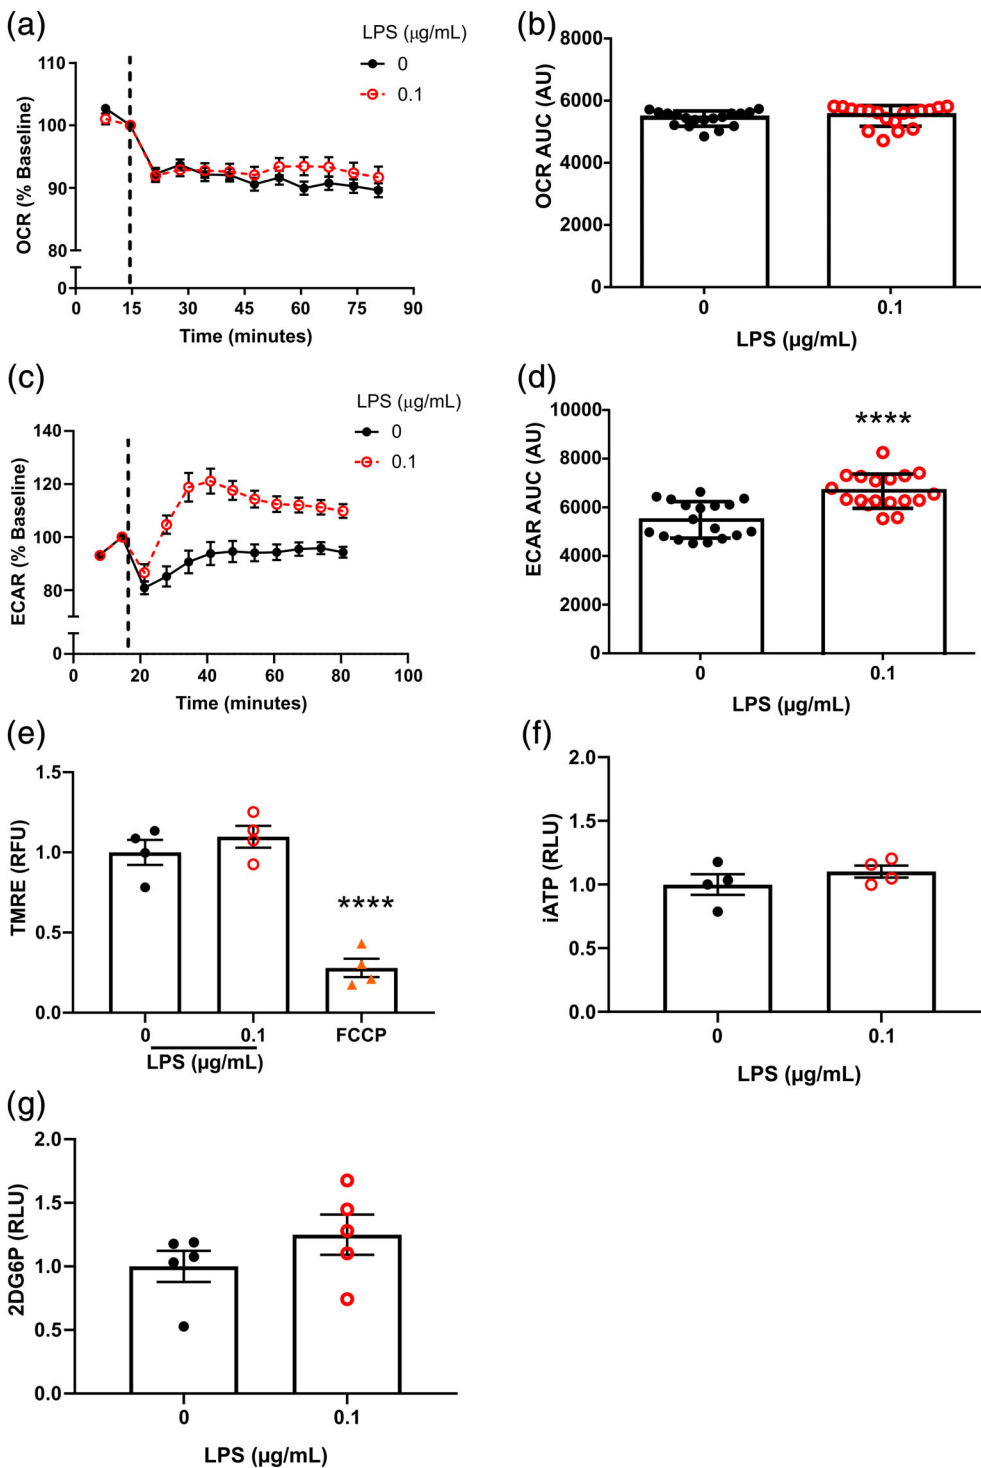 (a)
LPS (μg/mL)
0
0.1
OCR (% Baseline)
110
100
90
80
0
0 15 30 45 60 75 90
Time (minutes)
(b)
OCR AUC (AU)
8000
6000
4000
2000
0
0 0.1
LPS (μg/mL)
(c)
LPS (μg/mL)
0
0.1
ECAR (% Baseline)
140
120
100
80
0
0 20 40 60 80 100
Time (minutes)
(d)
ECAR AUC (AU)
10000
8000
6000
4000
2000
0
****
0 0.1
LPS (μg/mL)
(e)
TMRE (RFU)
1.5
1.0
0.5
0.0
****
0 0.1 FCCP
LPS (μg/mL)
(f)
iATP (RLU)
2.0
1.5
1.0
0.5
0.0
0 0.1
LPS (μg/mL)
(g)
2DG6P (RLU)
2.0
1.5
1.0
0.5
0.0
0 0.1
LPS (μg/mL)